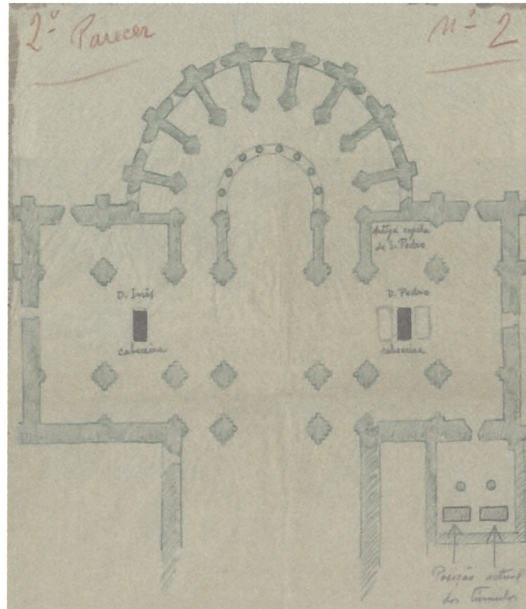 2º Parecer
Nº 2
Antiga capela
de S. Pedro
D. Inês
cabeceira
D. Pedro
cabeceira
Posição actual
dos túmulos